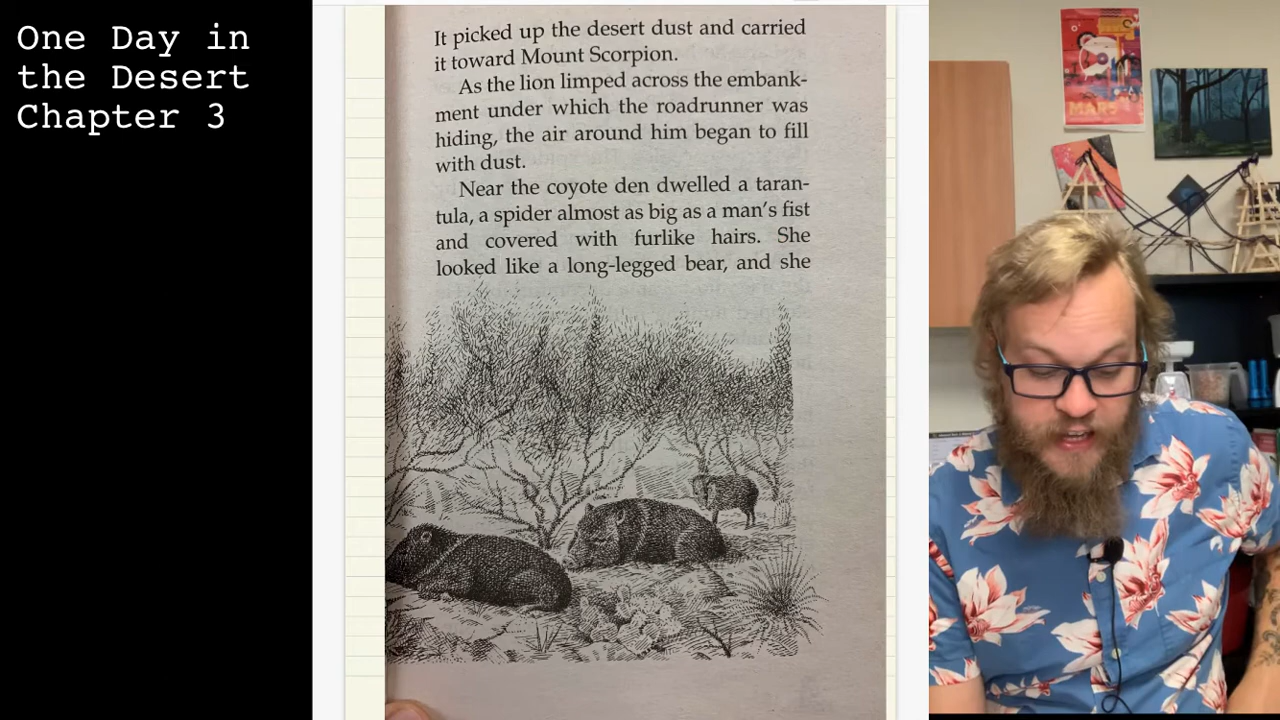 One Day in
the Desert
Chapter 3
It picked up the desert dust and carried
it toward Mount Scorpion.
As the lion limped across the embank-
ment under which the roadrunner was
hiding, the air around him began to fill
with dust.
Near the coyote den dwelled a taran-
tula, a spider almost as big as a man's fist
and covered with furlike hairs. She
looked like a long-legged bear, and she
MARS